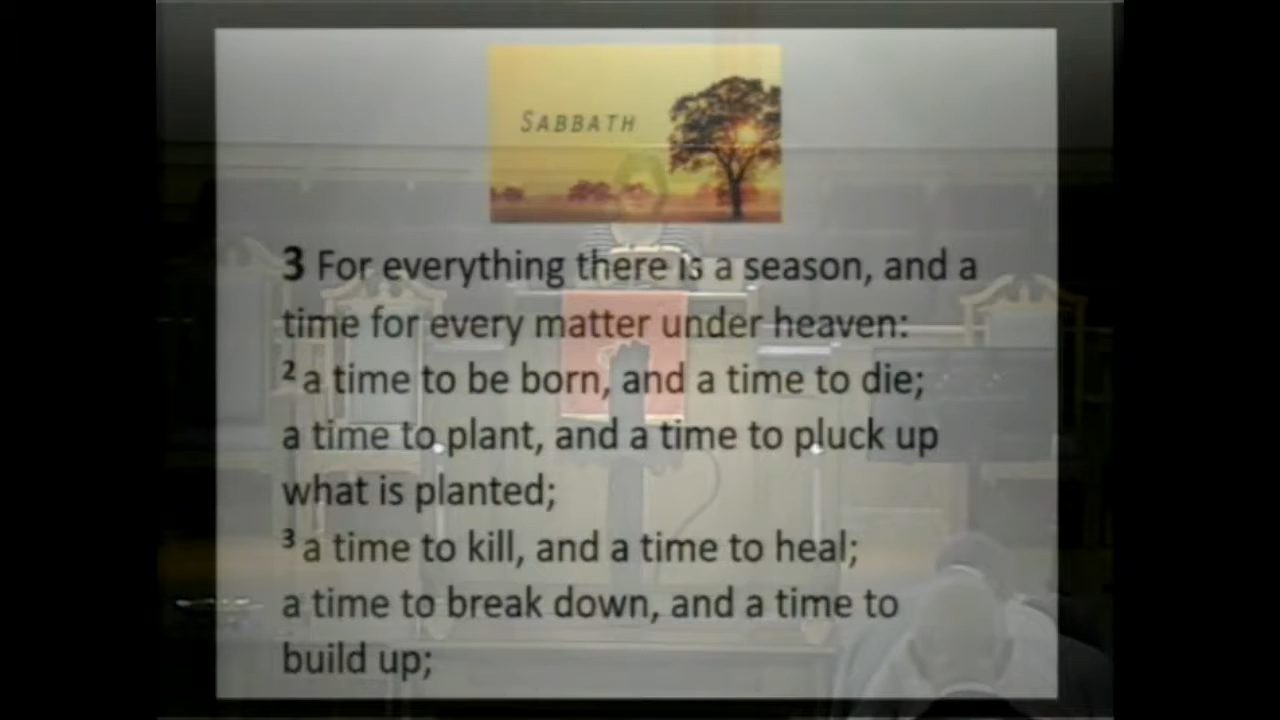 SABBATH
3 For everything there is a season, and a
time for every matter under heaven:
2 a time to be born, and a time to die;
a time to plant, and a time to pluck up
what is planted;
3 a time to kill, and a time to heal;
a time to break down, and a time to
build up;